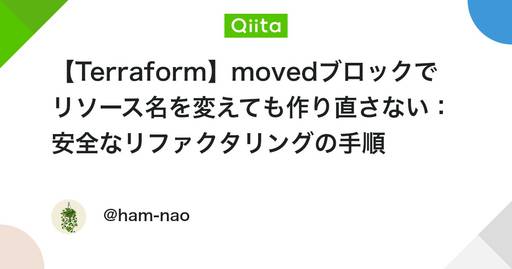 Qiita
【Terraform】movedブロックで
リソース名を変えても作り直さない：
安全なリファクタリングの手順
@ham-nao